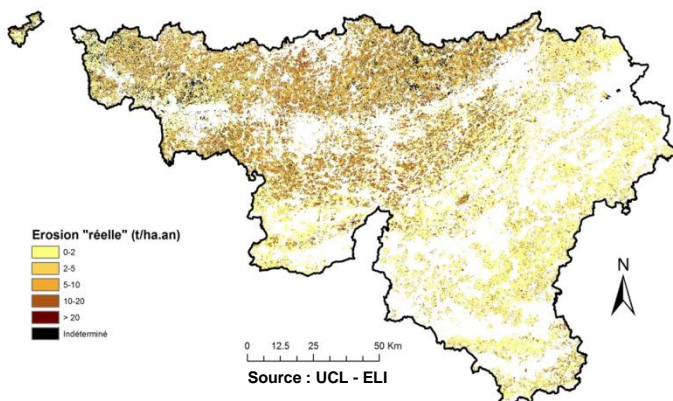 Erosion "réelle" (t/ha.an)
0-2
2-5
5-10
10-20
> 20
Indéterminé
N
0 12.5 25 50 Km
Source : UCL - ELI